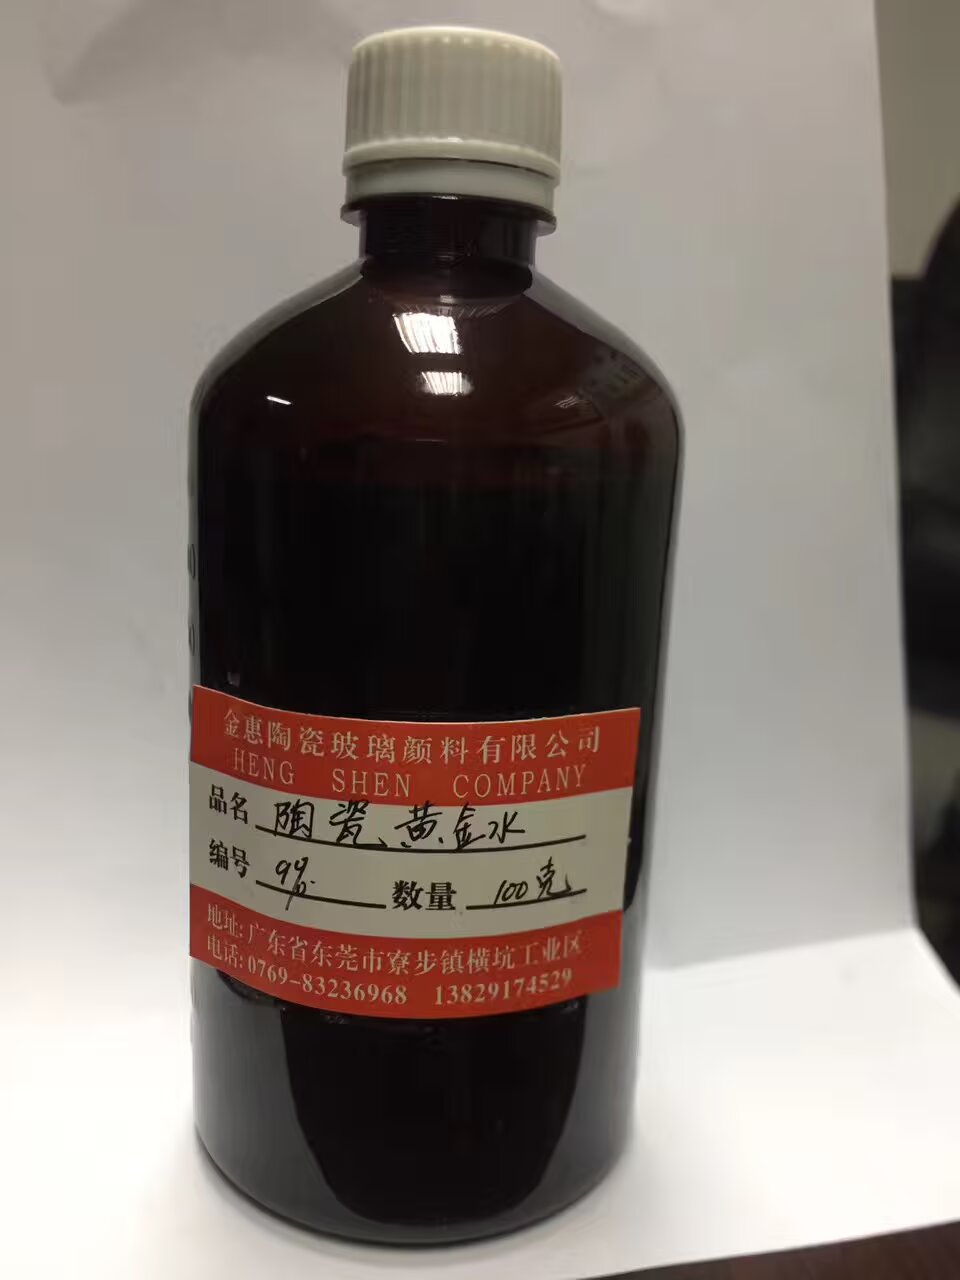 金惠陶瓷玻璃颜料有限公司
HENG SHEN COMPANY
品名 陶瓷黄金水
编号 9% 数量 100克
地址:广东省东莞市寮步镇横坑工业区
电话:0769-83236968 13829174529